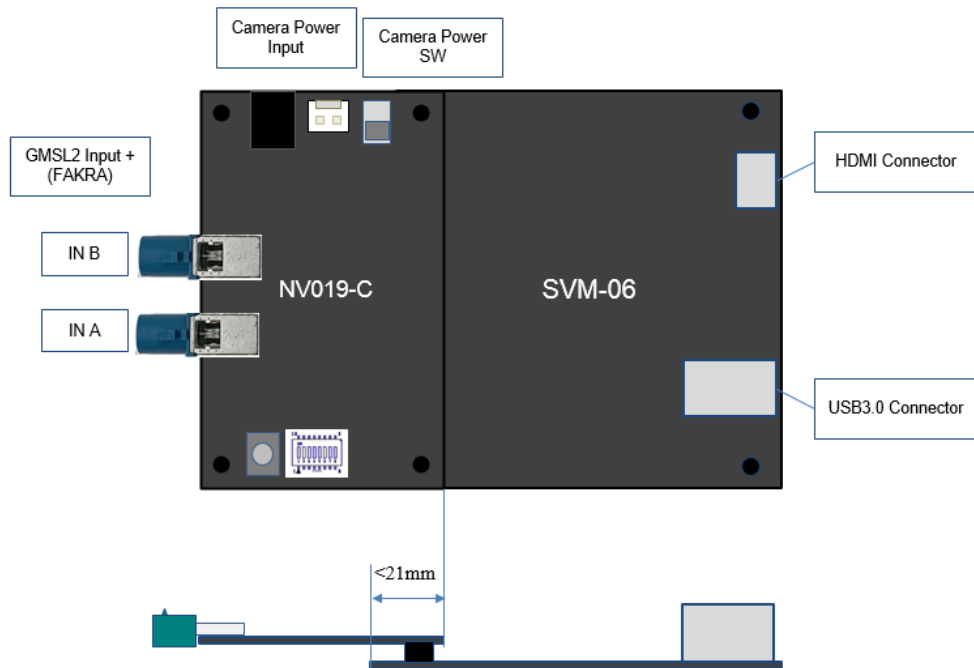 Camera Power
Input
Camera Power
SW
GMSL2 Input +
(FAKRA)
HDMI Connector
IN B
NV019-C
SVM-06
IN A
USB3.0 Connector
<21mm